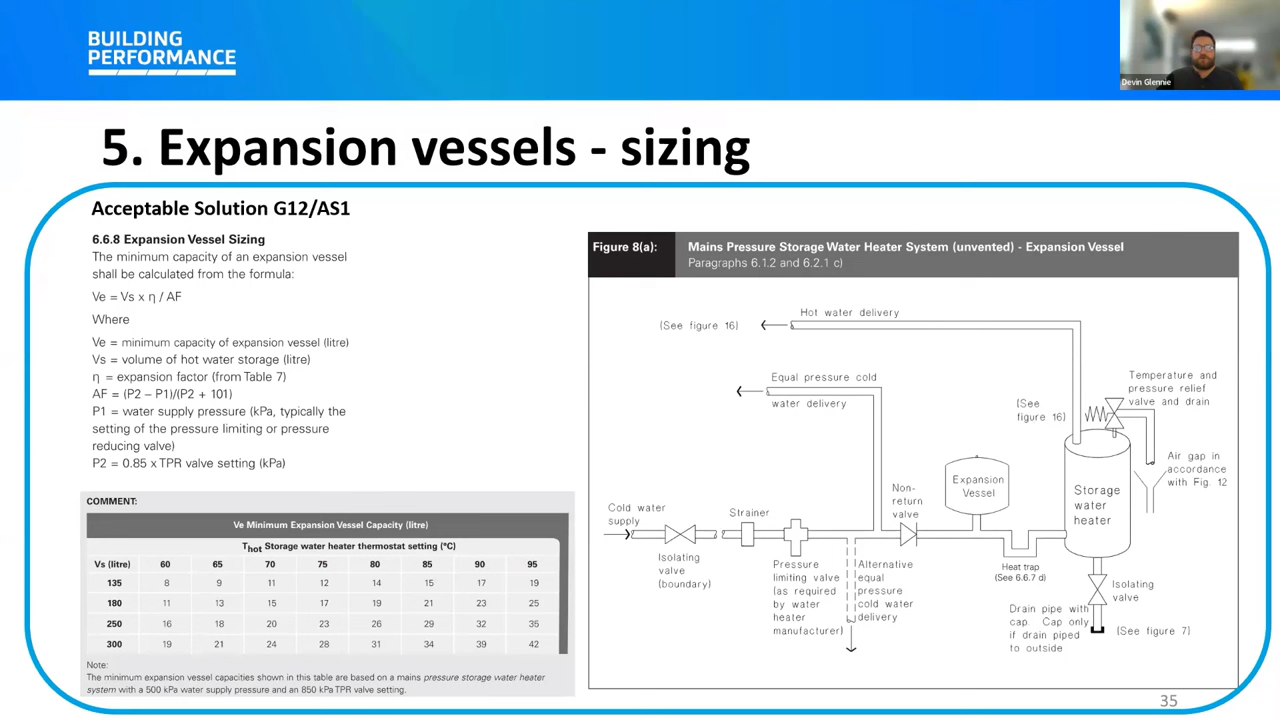 BUILDING
PERFORMANCE
Devin Glennie
5. Expansion vessels - sizing
Acceptable Solution G12/AS1
6.6.8 Expansion Vessel Sizing
The minimum capacity of an expansion vessel
shall be calculated from the formula:
Ve = Vs x η / AF
Where
Ve = minimum capacity of expansion vessel (litre)
Vs = volume of hot water storage (litre)
η = expansion factor (from Table 7)
AF = (P2 – P1)/(P2 + 101)
P1 = water supply pressure (kPa, typically the
setting of the pressure limiting or pressure
reducing valve)
P2 = 0.85 x TPR valve setting (kPa)
COMMENT:
Ve Minimum Expansion Vessel Capacity (litre)
Thot Storage water heater thermostat setting (°C)
Vs (litre) 60 65 70 75 80 85 90 95
135 8 9 11 12 14 15 17 19
180 11 13 15 17 19 21 23 25
250 16 18 20 23 26 29 32 35
300 19 21 24 28 31 34 39 42
Note:
The minimum expansion vessel capacities shown in this table are based on a mains pressure storage water heater
system with a 500 kPa water supply pressure and an 850 kPa TPR valve setting.
Figure 8(a): Mains Pressure Storage Water Heater System (unvented) - Expansion Vessel
Paragraphs 6.1.2 and 6.2.1 c)
Hot water delivery
(See figure 16)
Equal pressure cold
water delivery
Temperature and
pressure relief
valve and drain
(See
figure 16)
Air gap in
accordance
with Fig. 12
Expansion
Vessel
Non-
return
valve
Storage
water
heater
Cold water
supply
Strainer
Isolating
valve
(boundary)
Pressure
limiting valve
(as required
by water
heater
manufacturer)
Alternative
equal
pressure
cold water
delivery
Heat trap
(See 6.6.7 d)
Isolating
valve
Drain pipe with
cap. Cap only
if drain piped
to outside
(See figure 7)
35